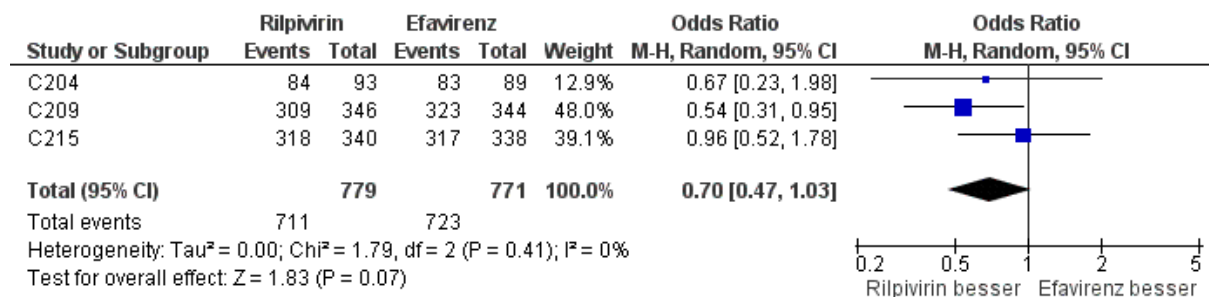 Rilpivirin Efavirenz Odds Ratio Odds Ratio
Study or Subgroup Events Total Events Total Weight M-H, Random, 95% CI M-H, Random, 95% CI
C204 84 93 83 89 12.9% 0.67 [0.23, 1.98]
C209 309 346 323 344 48.0% 0.54 [0.31, 0.95]
C215 318 340 317 338 39.1% 0.96 [0.52, 1.78]
Total (95% CI) 779 771 100.0% 0.70 [0.47, 1.03]
Total events 711 723
Heterogeneity: Tau² = 0.00; Chi² = 1.79, df = 2 (P = 0.41); I² = 0%
Test for overall effect: Z = 1.83 (P = 0.07)
0.2 0.5 1 2 5
Rilpivirin besser Efavirenz besser